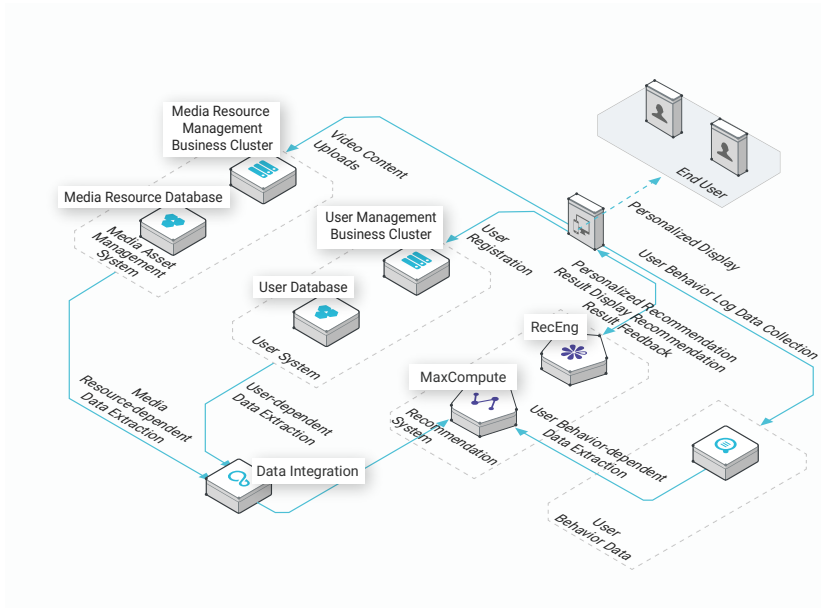 Media Resource
Management
Business Cluster
Video Content
Uploads
End User
Media Resource Database
Media Asset
Management
System
User Management
Business Cluster
User
Registration
Personalized Display
User Behavior Log Data Collection
Personalized Recommendation
Result Display Recommendation
Result Feedback
User Database
User System
RecEng
MaxCompute
Recommendation
System
Media
Resource-dependent
Data Extraction
User-dependent
Data Extraction
User Behavior-dependent
Data Extraction
Data Integration
User
Behavior Data